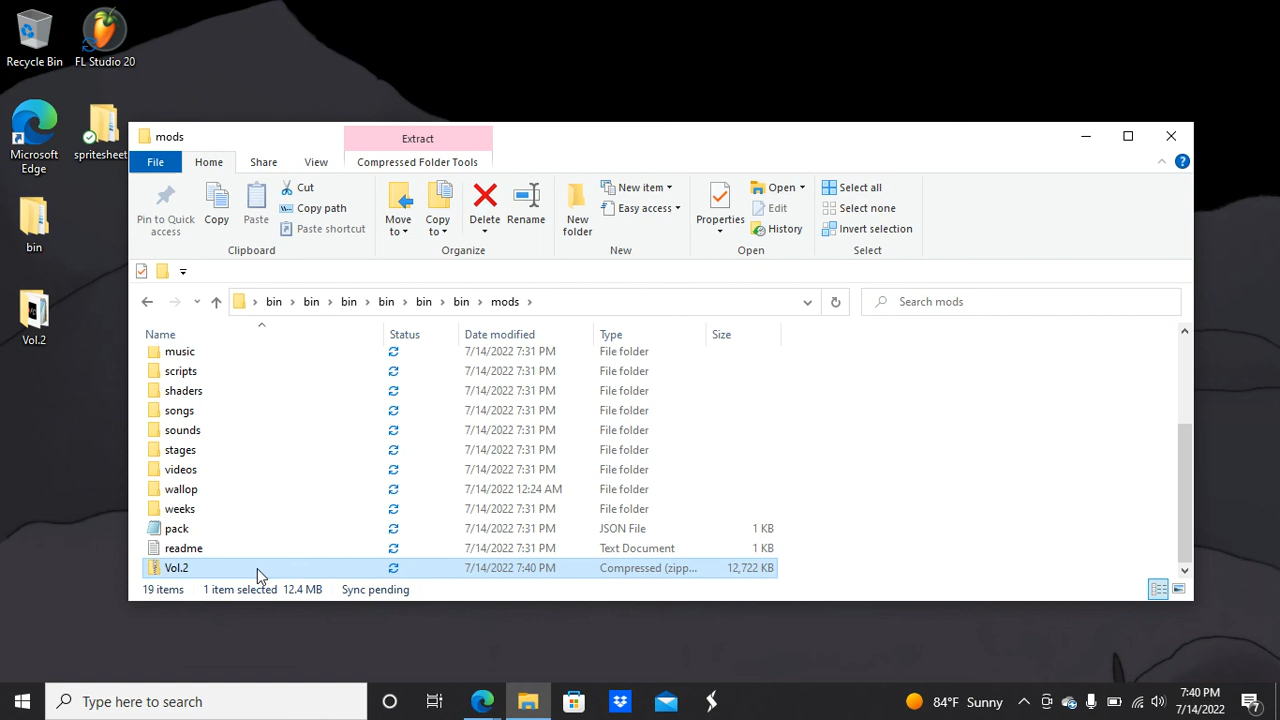 Recycle Bin
FL Studio 20
Microsoft
Edge
spritesheet
bin
Vol.2
mods
Extract
File
Home
Share
View
Compressed Folder Tools
Pin to Quick
access
Copy
Paste
Cut
Copy path
Paste shortcut
Clipboard
Move
to
Copy
to
Delete
Rename
Organize
New
folder
New item
Easy access
New
Properties
Open
Edit
History
Open
Select all
Select none
Invert selection
Select
bin
bin
bin
bin
bin
bin
mods
Search mods
Name Status Date modified Type Size
music 7/14/2022 7:31 PM File folder
scripts 7/14/2022 7:31 PM File folder
shaders 7/14/2022 7:31 PM File folder
songs 7/14/2022 7:31 PM File folder
sounds 7/14/2022 7:31 PM File folder
stages 7/14/2022 7:31 PM File folder
videos 7/14/2022 7:31 PM File folder
wallop 7/14/2022 12:24 AM File folder
weeks 7/14/2022 7:31 PM File folder
pack 7/14/2022 7:31 PM JSON File 1 KB
readme 7/14/2022 7:31 PM Text Document 1 KB
Vol.2 7/14/2022 7:40 PM Compressed (zipp... 12,722 KB
19 items 1 item selected 12.4 MB Sync pending
Type here to search
84°F Sunny
7:40 PM
7/14/2022
7